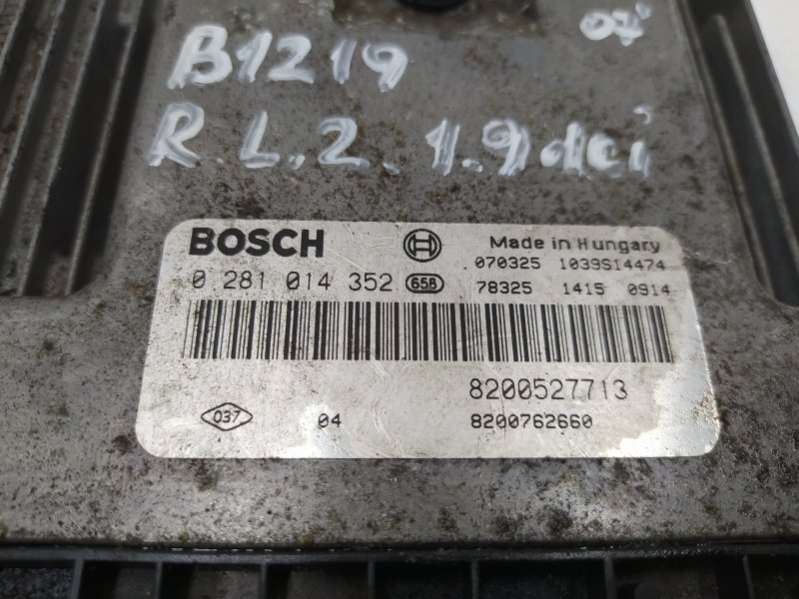 07'
B1219
R.L.2. 1.9dci
BOSCH Made in Hungary
070325 1039S14474
0 281 014 352 658 78325 1415 0914
8200527713
037 04 8200762660